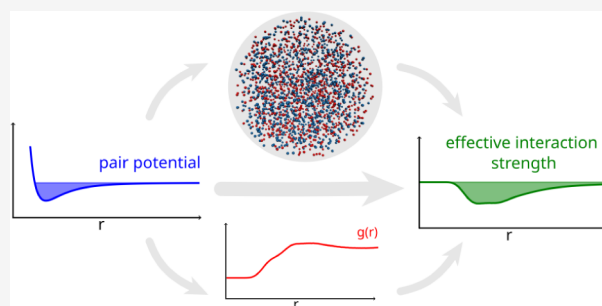 pair potential
r
effective interaction
strength
r
g(r)
r